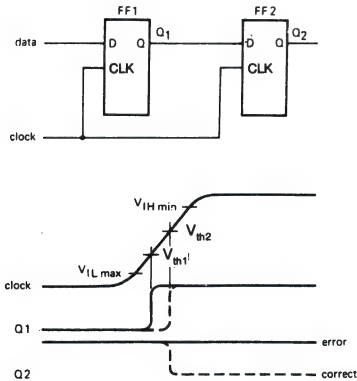 FF1
FF2
data
D
Q
Q1
D
Q
Q2
CLK
CLK
clock
VIH min
Vth2
Vth1
VIL max
clock
Q1
error
Q2
correct